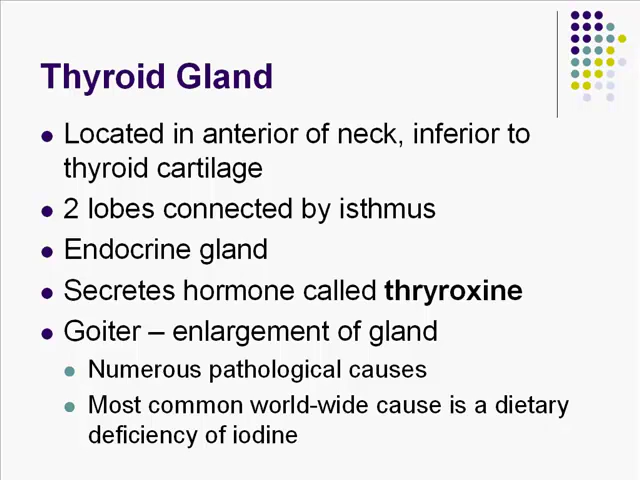 Thyroid Gland
Located in anterior of neck, inferior to
thyroid cartilage
2 lobes connected by isthmus
Endocrine gland
Secretes hormone called thryroxine
Goiter – enlargement of gland
Numerous pathological causes
Most common world-wide cause is a dietary
deficiency of iodine